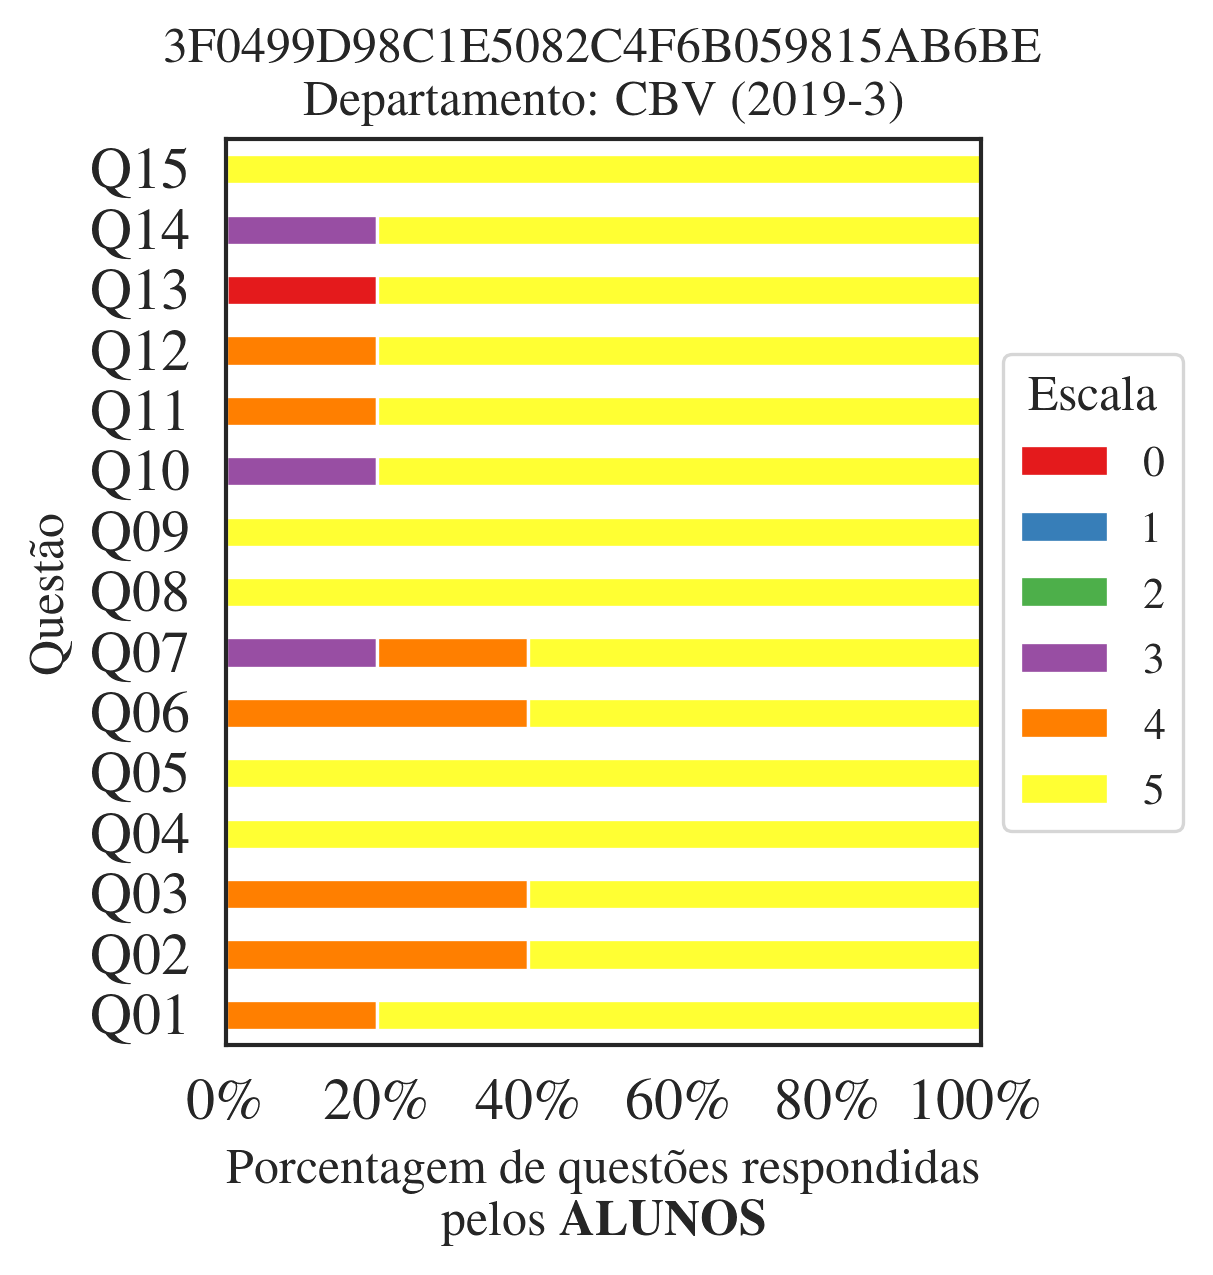 3F0499D98C1E5082C4F6B059815AB6BE
Departamento: CBV (2019-3)
Questão
Q15
Q14
Q13
Q12
Q11
Q10
Q09
Q08
Q07
Q06
Q05
Q04
Q03
Q02
Q01
0% 20% 40% 60% 80% 100%
Porcentagem de questões respondidas
pelos ALUNOS
Escala
0
1
2
3
4
5